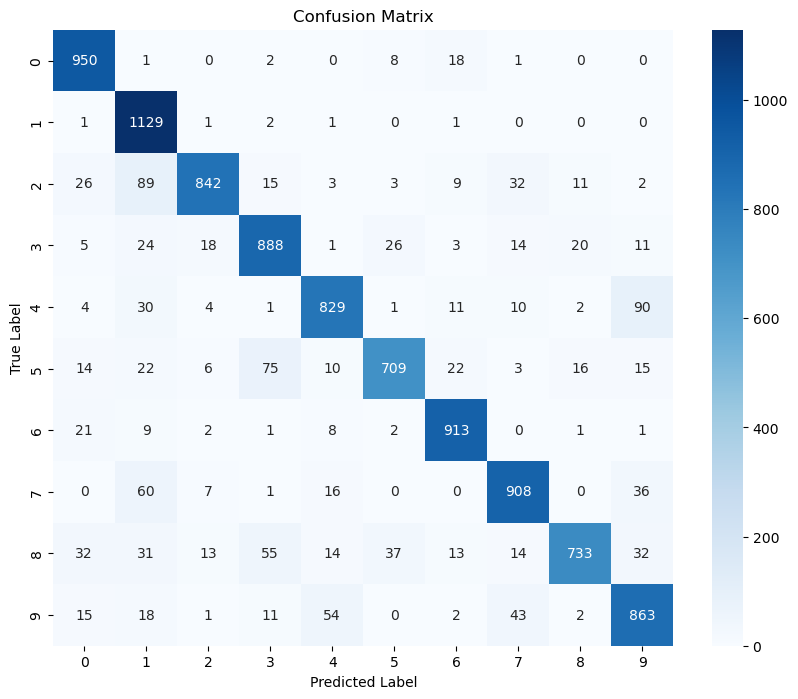 Confusion Matrix
0 950 1 0 2 0 8 18 1 0 0
1 1 1129 1 2 1 0 1 0 0 0
2 26 89 842 15 3 3 9 32 11 2
3 5 24 18 888 1 26 3 14 20 11
4 4 30 4 1 829 1 11 10 2 90
5 14 22 6 75 10 709 22 3 16 15
6 21 9 2 1 8 2 913 0 1 1
7 0 60 7 1 16 0 0 908 0 36
8 32 31 13 55 14 37 13 14 733 32
9 15 18 1 11 54 0 2 43 2 863
0 1 2 3 4 5 6 7 8 9
Predicted Label
True Label
1000
800
600
400
200
0